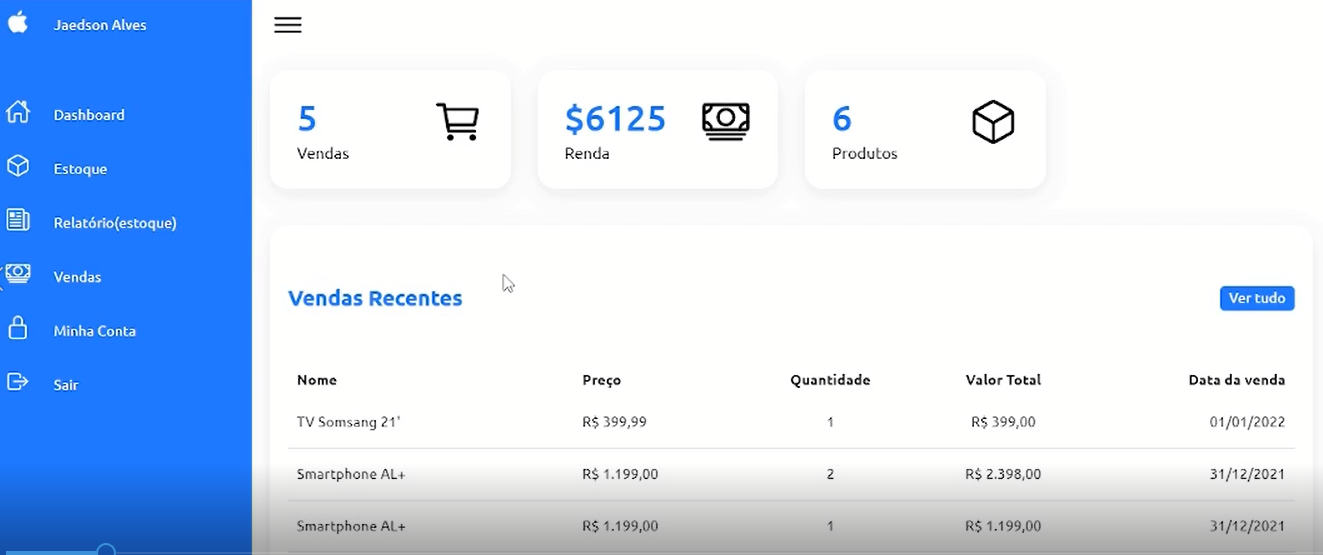 Jaedson Alves
Dashboard
Estoque
Relatório(estoque)
Vendas
Minha Conta
Sair
5
Vendas
$6125
Renda
6
Produtos
Vendas Recentes
Ver tudo
Nome Preço Quantidade Valor Total Data da venda
TV Somsang 21' R$ 399,99 1 R$ 399,00 01/01/2022
Smartphone AL+ R$ 1.199,00 2 R$ 2.398,00 31/12/2021
Smartphone AL+ R$ 1.199,00 1 R$ 1.199,00 31/12/2021